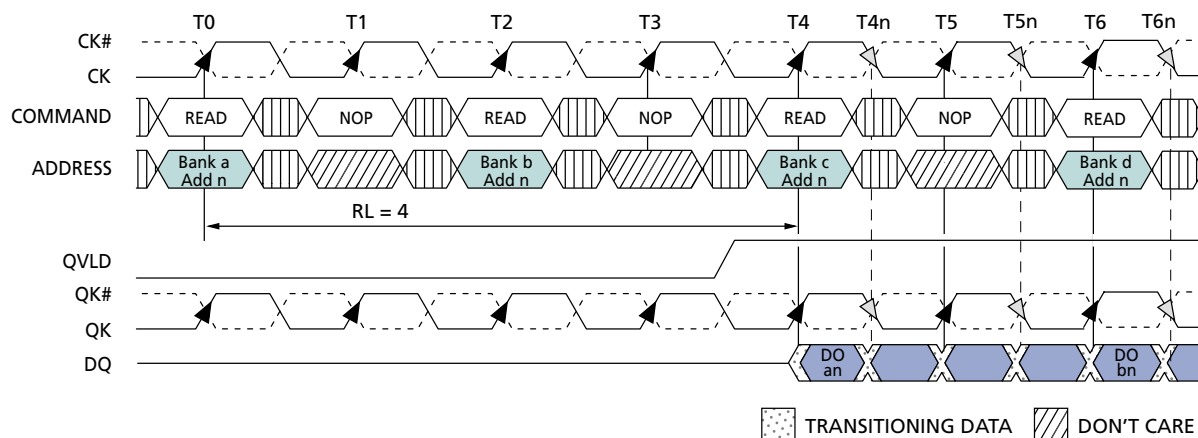 T0 T1 T2 T3 T4 T4n T5 T5n T6 T6n
CK#
CK
COMMAND READ NOP READ NOP READ NOP READ
ADDRESS Bank a Add n Bank b Add n Bank c Add n Bank d Add n
RL = 4
QVLD
QK#
QK
DQ DO an DO bn
TRANSITIONING DATA DON'T CARE